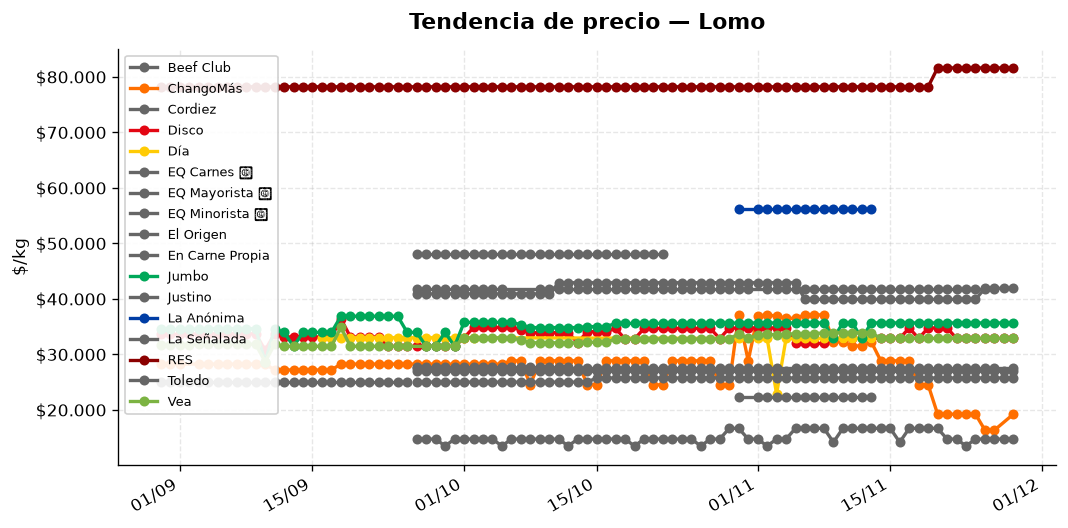 Tendencia de precio — Lomo
$/kg
$80.000
$70.000
$60.000
$50.000
$40.000
$30.000
$20.000
Beef Club
ChangoMás
Cordiez
Disco
Día
EQ Carnes
EQ Mayorista
EQ Minorista
El Origen
En Carne Propia
Jumbo
Justino
La Anónima
La Señalada
RES
Toledo
Vea
01/09
15/09
01/10
15/10
01/11
15/11
01/12